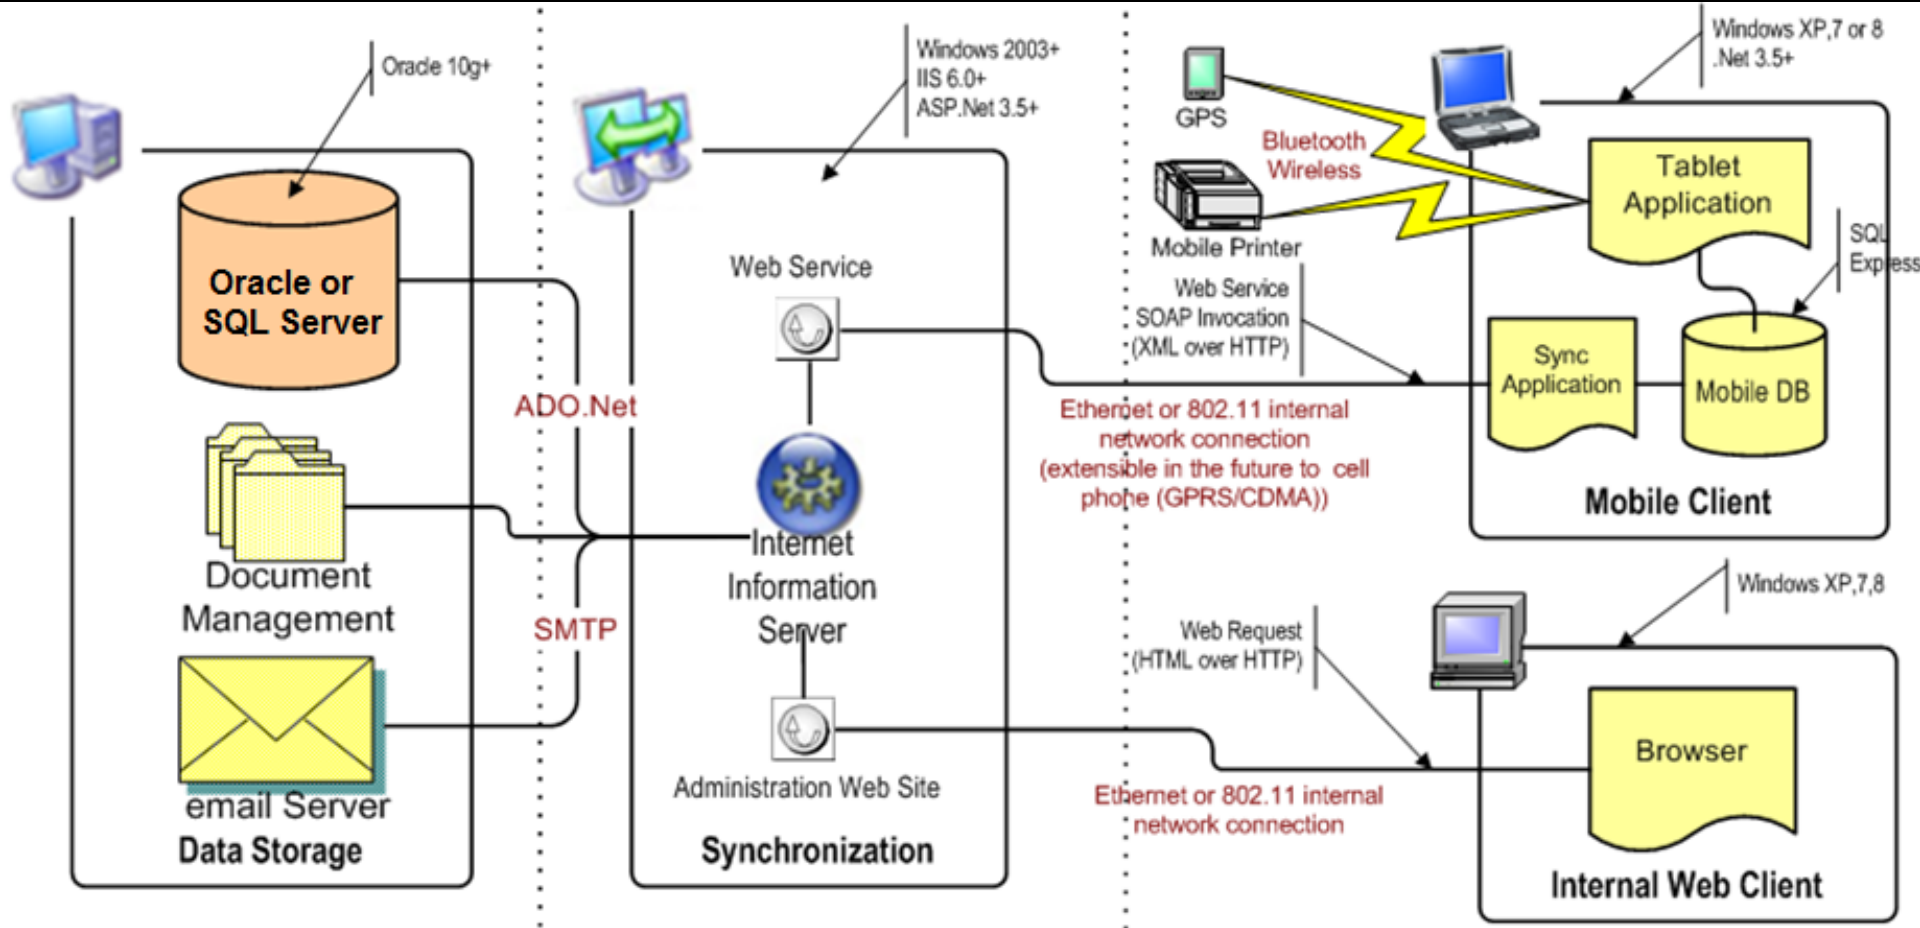 Oracle 10g+
Oracle or
SQL Server
Document
Management
email Server
Data Storage
ADO.Net
SMTP
Windows 2003+
IIS 6.0+
ASP.Net 3.5+
Web Service
Internet
Information
Server
Administration Web Site
Synchronization
GPS
Bluetooth
Wireless
Mobile Printer
Web Service
SOAP Invocation
(XML over HTTP)
Ethernet or 802.11 internal
network connection
(extensible in the future to cell
phone (GPRS/CDMA))
Windows XP,7 or 8
.Net 3.5+
Tablet
Application
SQL
Express
Sync
Application
Mobile DB
Mobile Client
Web Request
(HTML over HTTP)
Ethernet or 802.11 internal
network connection
Windows XP,7,8
Browser
Internal Web Client